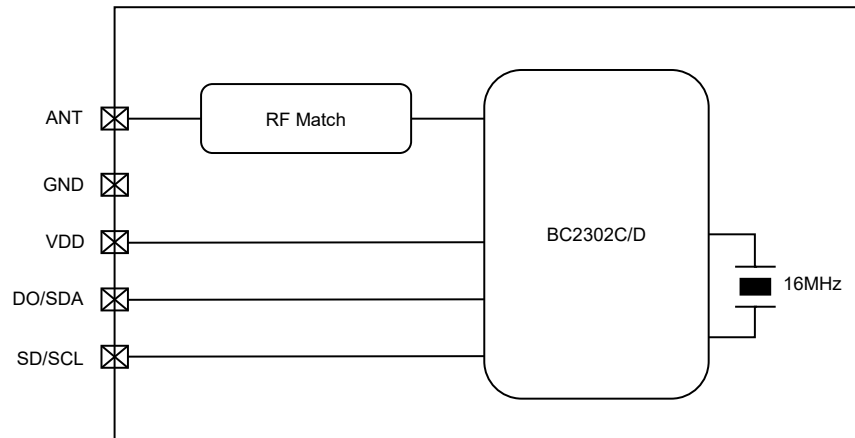 ANT
RF Match
GND
VDD
BC2302C/D
DO/SDA
16MHz
SD/SCL